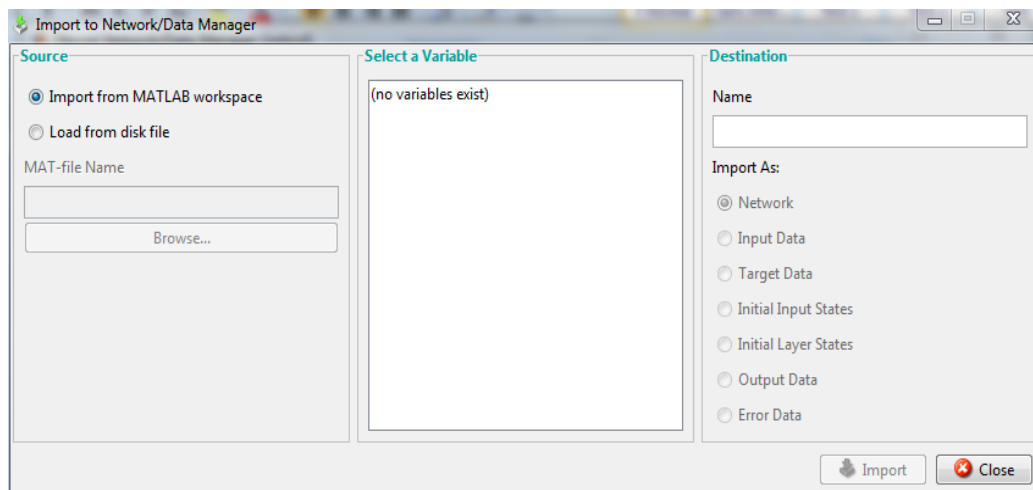 Import to Network/Data Manager
Source
Import from MATLAB workspace
Load from disk file
MAT-file Name
Browse...
Select a Variable
(no variables exist)
Destination
Name
Import As:
Network
Input Data
Target Data
Initial Input States
Initial Layer States
Output Data
Error Data
Import
Close